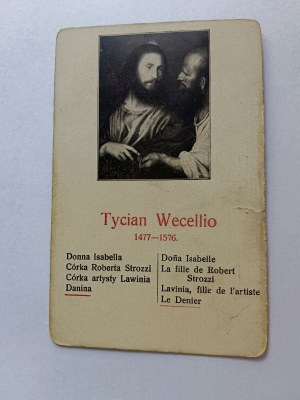 Tycian Wecellio
1477—1576.
Donna Isabella
Córka Roberta Strozzi
Córka artysty Lawinia
Danina
Doña Isabelle
La fille de Robert
Strozzi
Lavinia, fille de l'artiste
Le Denier